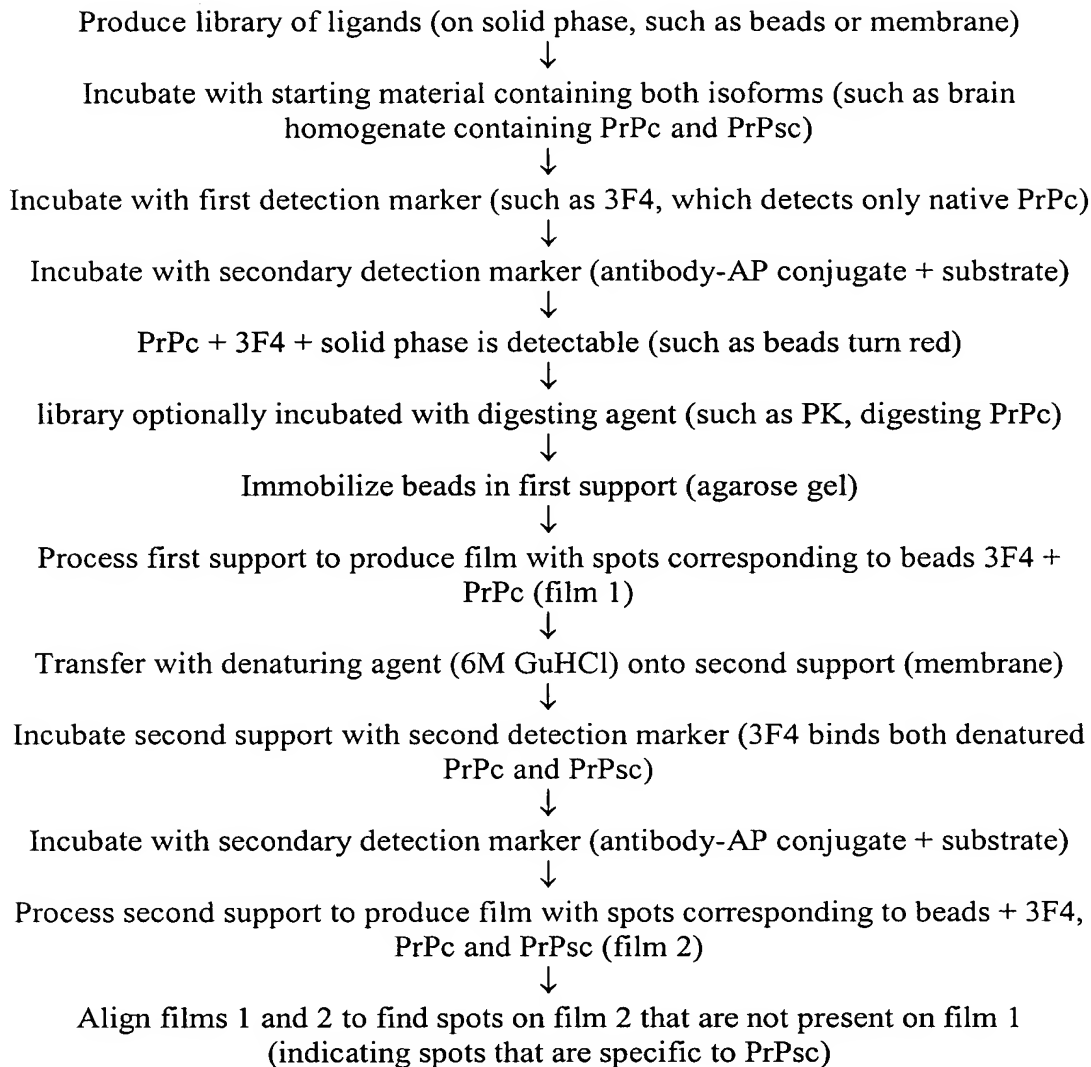 Produce library of ligands (on solid phase, such as beads or membrane)
↓
Incubate with starting material containing both isoforms (such as brain
homogenate containing PrPc and PrPsc)
↓
Incubate with first detection marker (such as 3F4, which detects only native PrPc)
↓
Incubate with secondary detection marker (antibody-AP conjugate + substrate)
↓
PrPc + 3F4 + solid phase is detectable (such as beads turn red)
↓
library optionally incubated with digesting agent (such as PK, digesting PrPc)
↓
Immobilize beads in first support (agarose gel)
↓
Process first support to produce film with spots corresponding to beads 3F4 +
PrPc (film 1)
↓
Transfer with denaturing agent (6M GuHCl) onto second support (membrane)
↓
Incubate second support with second detection marker (3F4 binds both denatured
PrPc and PrPsc)
↓
Incubate with secondary detection marker (antibody-AP conjugate + substrate)
↓
Process second support to produce film with spots corresponding to beads + 3F4,
PrPc and PrPsc (film 2)
↓
Align films 1 and 2 to find spots on film 2 that are not present on film 1
(indicating spots that are specific to PrPsc)